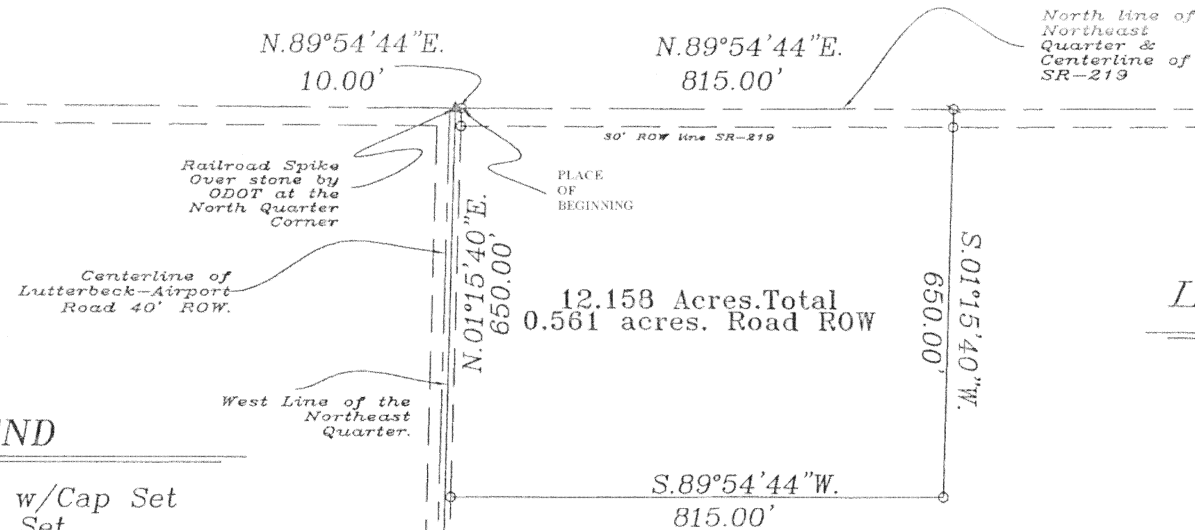 N.89°54'44"E.
10.00'
N.89°54'44"E.
815.00'
North line of
Northeast
Quarter &
Centerline of
SR-219
30' ROW line SR-219
Railroad Spike
Over stone by
ODOT at the
North Quarter
Corner
PLACE
OF
BEGINNING
N.01°15'40"E.
650.00'
S.01°15'40"W.
650.00'
Centerline of
Lutterbeck-Airport
Road 40' ROW.
12.158 Acres.Total
0.561 acres. Road ROW
West Line of the
Northeast
Quarter.
END
w/Cap Set
Set
S.89°54'44"W.
815.00'